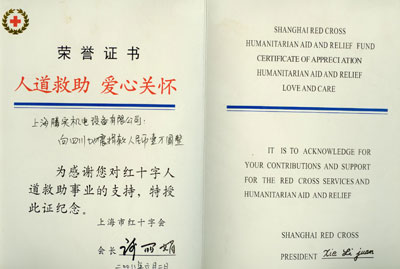 荣誉证书
人道救助 爱心关怀
上海腾采机电设备有限公司：
向四川地震捐款人民币壹万圆整
为感谢您对红十字人
道救助事业的支持，特授
此证纪念。
上海市红十字会
会长
SHANGHAI RED CROSS
HUMANITARIAN AID AND RELIEF FUND
CERTIFICATE OF APPRECIATION
HUMANITARIAN AID AND RELIEF
LOVE AND CARE
IT IS TO ACKNOWLEDGE FOR
YOUR CONTRIBUTIONS AND SUPPORT
FOR THE RED CROSS SERVICES AND
HUMANITARIAN AID AND RELIEF
SHANGHAI RED CROSS
PRESIDENT Xie Li juan